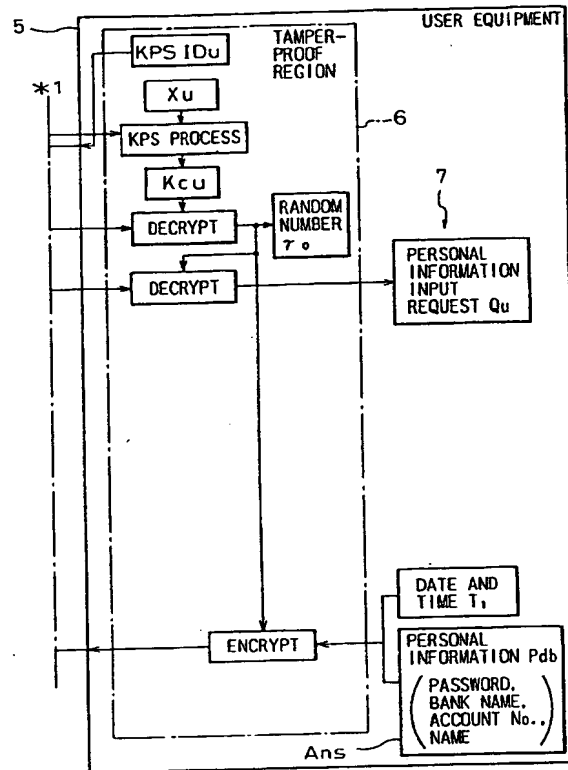 5
USER EQUIPMENT
TAMPER-
PROOF
REGION
KPS IDu
*1
Xu
6
KPS PROCESS
Kcu
7
DECRYPT
RANDOM
NUMBER
r o
DECRYPT
PERSONAL
INFORMATION
INPUT
REQUEST Qu
DATE AND
TIME T1
ENCRYPT
PERSONAL
INFORMATION Pdb
(PASSWORD,
BANK NAME,
ACCOUNT No.,
NAME)
Ans